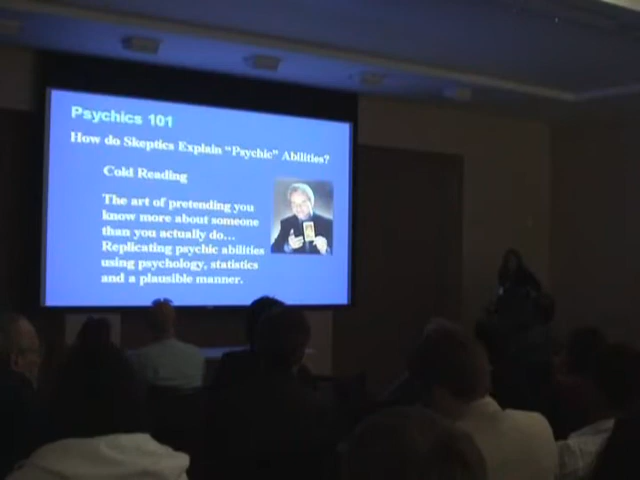 Psychics 101
How do Skeptics Explain "Psychic" Abilities?
Cold Reading
The art of pretending you
know more about someone
than you actually do...
Replicating psychic abilities
using psychology, statistics
and a plausible manner.